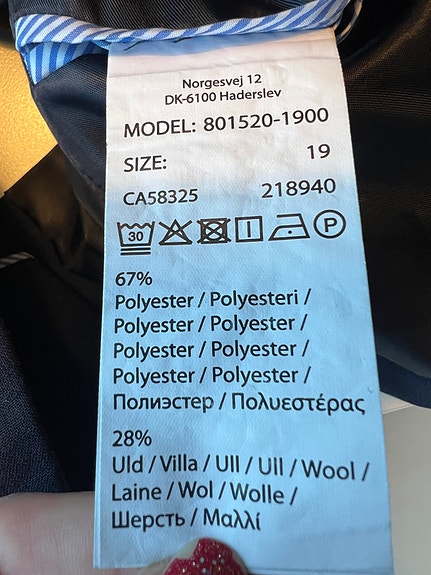 Norgesvej 12
DK-6100 Haderslev
MODEL: 801520-1900
SIZE: 19
CA58325 218940
30 P
67%
Polyester / Polyesteri /
Polyester / Polyester /
Polyester / Polyester /
Polyester / Polyester /
Полиэстер / Πολυεστέρας
28%
Uld / Villa / Ull / Ull / Wool /
Laine / Wol / Wolle /
Шерсть / Μαλλί